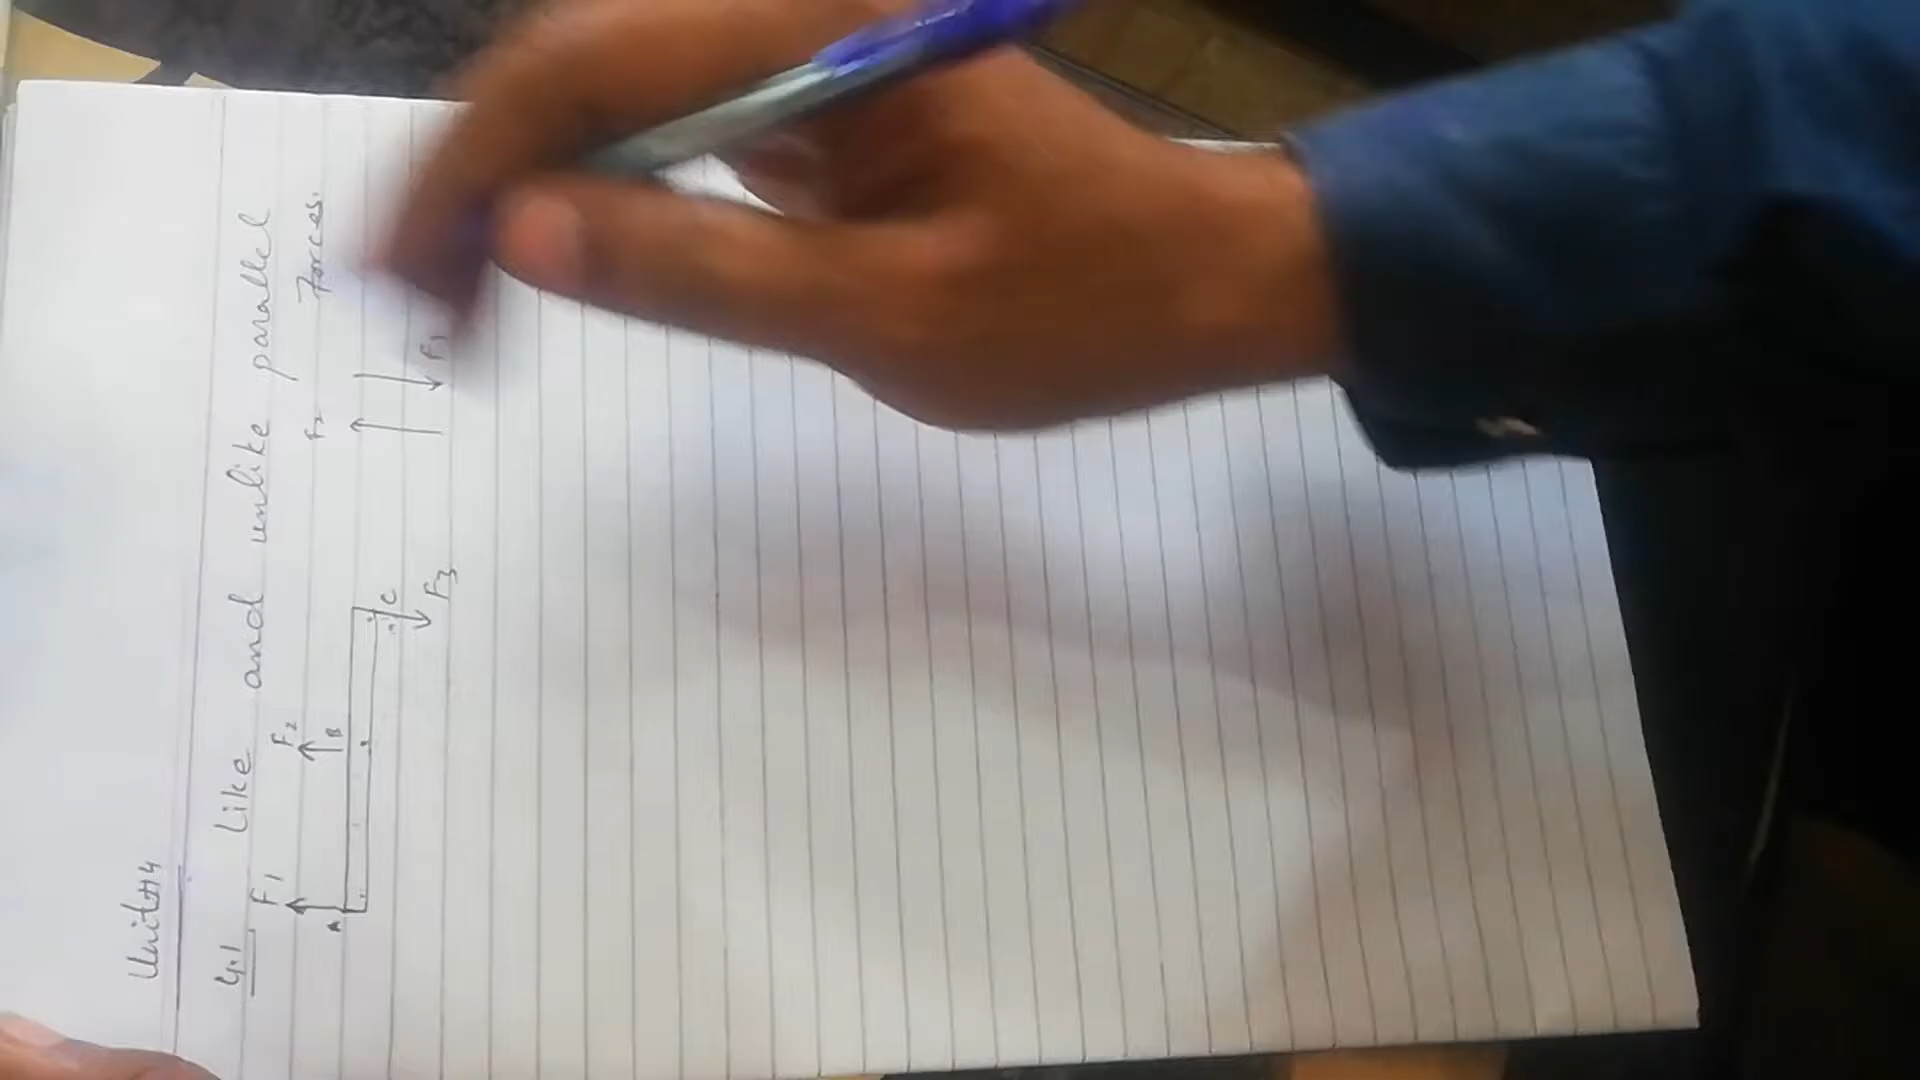 Unit#4
4.1 Like and unlike parallel
Forces.
F1 F2 F2
A B C F1
F3